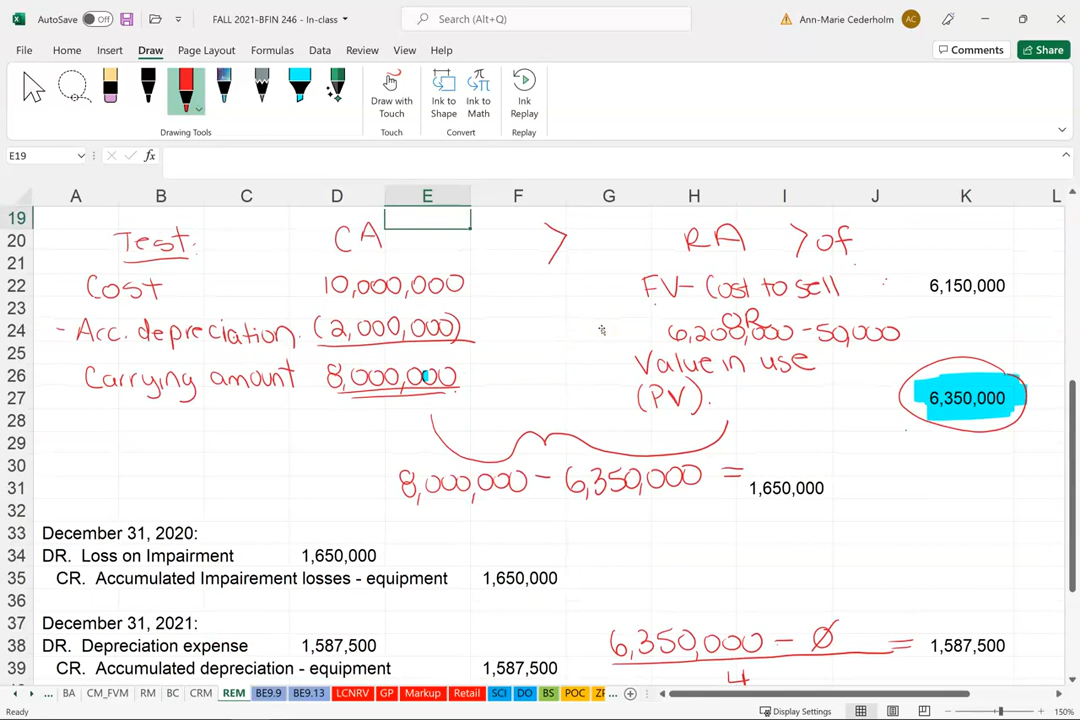 AutoSave Off FALL 2021-BFIN 246 - In-class Search (Alt+Q) Ann-Marie Cederholm AC
File Home Insert Draw Page Layout Formulas Data Review View Help Comments Share
Draw with Touch
Ink to Shape
Ink to Math
Ink Replay
Drawing Tools Touch Convert Replay
E19 fx
A B C D E F G H I J K L
19
20 Test: CA > RA > of
21
22 Cost 10,000,000 FV- Cost to sell 6,150,000
23 OR
24 - Acc. depreciation. (2,000,000) 6,200,000 -50,000
25 Value in use
26 Carrying amount 8,000,000
27 (PV). 6,350,000
28
29
30 8,000,000 - 6,350,000 =
31 1,650,000
32
33 December 31, 2020:
34 DR. Loss on Impairment 1,650,000
35 CR. Accumulated Impairement losses - equipment 1,650,000
36
37 December 31, 2021:
38 DR. Depreciation expense 1,587,500 6,350,000 - Ø = 1,587,500
39 CR. Accumulated depreciation - equipment 1,587,500 4
... BA CM_FVM RM BC CRM REM BE9.9 BE9.13 LCNRV GP Markup Retail SCI DO BS POC ...
Ready Display Settings 150%